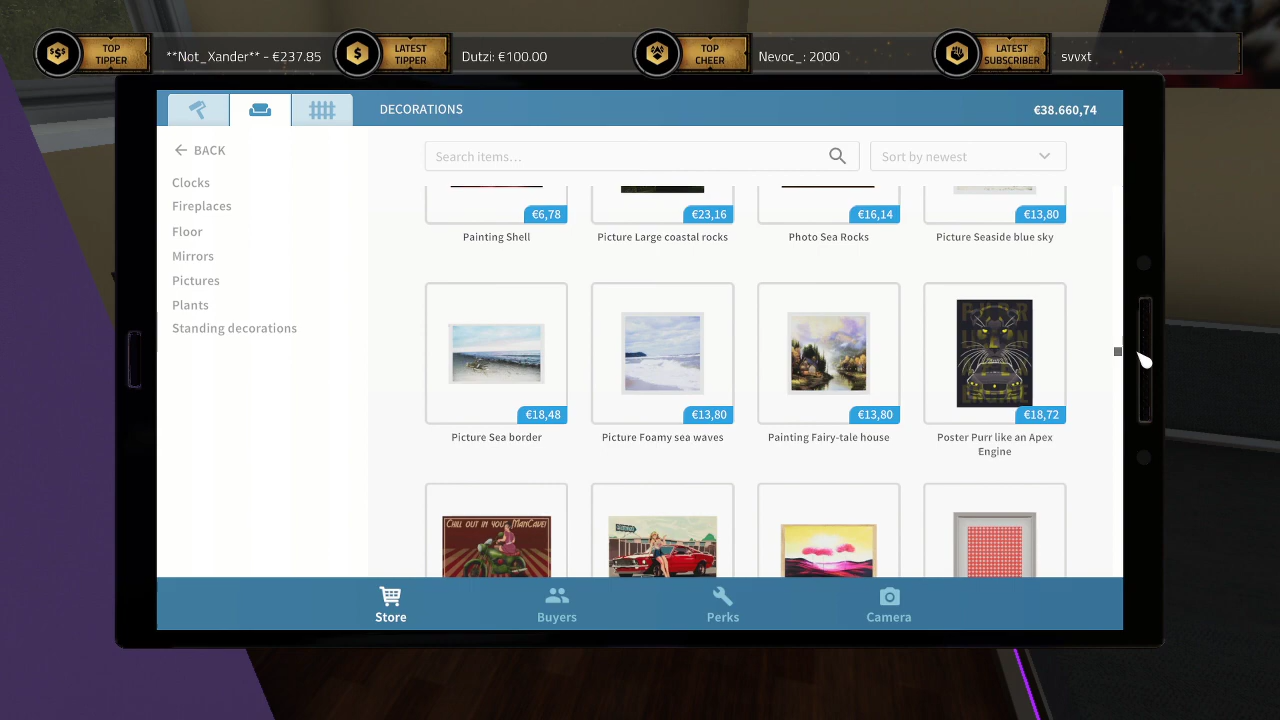 TOP
TIPPER
**Not_Xander** - €237.85
LATEST
TIPPER
Dutzi: €100.00
TOP
CHEER
Nevoc_: 2000
LATEST
SUBSCRIBER
svvxt
DECORATIONS
€38.660,74
BACK
Search items...
Sort by newest
Clocks
Fireplaces
Floor
Mirrors
Pictures
Plants
Standing decorations
€6,78
€23,16
€16,14
€13,80
Painting Shell
Picture Large coastal rocks
Photo Sea Rocks
Picture Seaside blue sky
€18,48
€13,80
€13,80
€18,72
Picture Sea border
Picture Foamy sea waves
Painting Fairy-tale house
Poster Purr like an Apex
Engine
CHILL OUT IN YOUR MANCAVE!
Store
Buyers
Perks
Camera